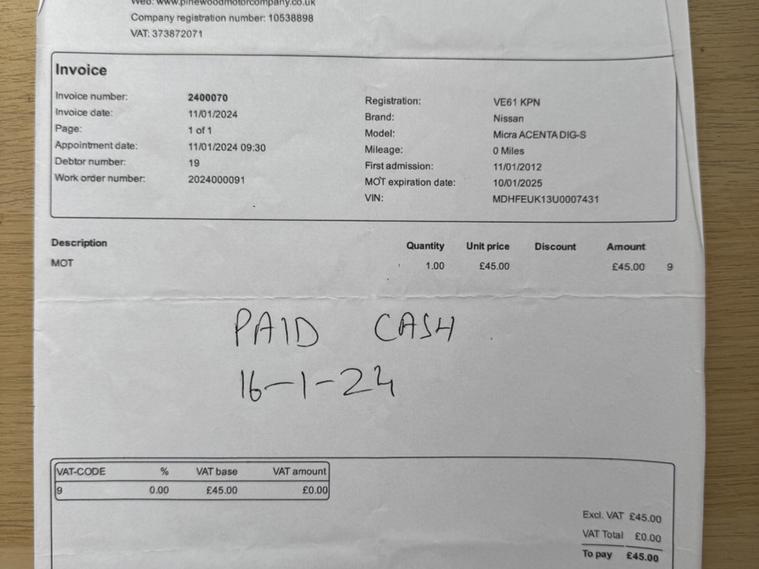 Web: www.pinewoodmotorcompany.co.uk
Company registration number: 10538898
VAT: 373872071
Invoice
Invoice number: 2400070
Invoice date: 11/01/2024
Page: 1 of 1
Appointment date: 11/01/2024 09:30
Debtor number: 19
Work order number: 2024000091
Registration: VE61 KPN
Brand: Nissan
Model: Micra ACENTA DIG-S
Mileage: 0 Miles
First admission: 11/01/2012
MOT expiration date: 10/01/2025
VIN: MDHFEUK13U0007431
Description Quantity Unit price Discount Amount
MOT 1.00 £45.00 £45.00 9
PAID CASH
16-1-24
VAT-CODE % VAT base VAT amount
9 0.00 £45.00 £0.00
Excl. VAT £45.00
VAT Total £0.00
To pay £45.00